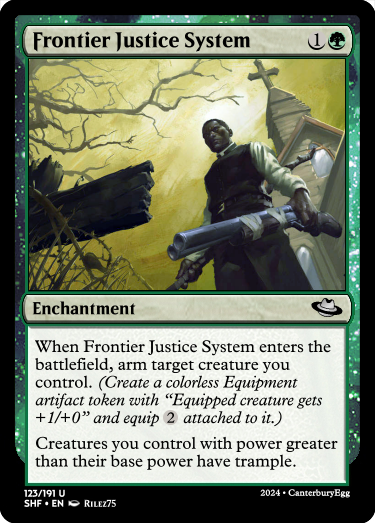 Frontier Justice System 1
Enchantment
When Frontier Justice System enters the
battlefield, arm target creature you
control. (Create a colorless Equipment
artifact token with “Equipped creature gets
+1/+0” and equip 2 attached to it.)
Creatures you control with power greater
than their base power have trample.
123/191 U
SHF • EN Rilez75
2024 • CanterburyEgg